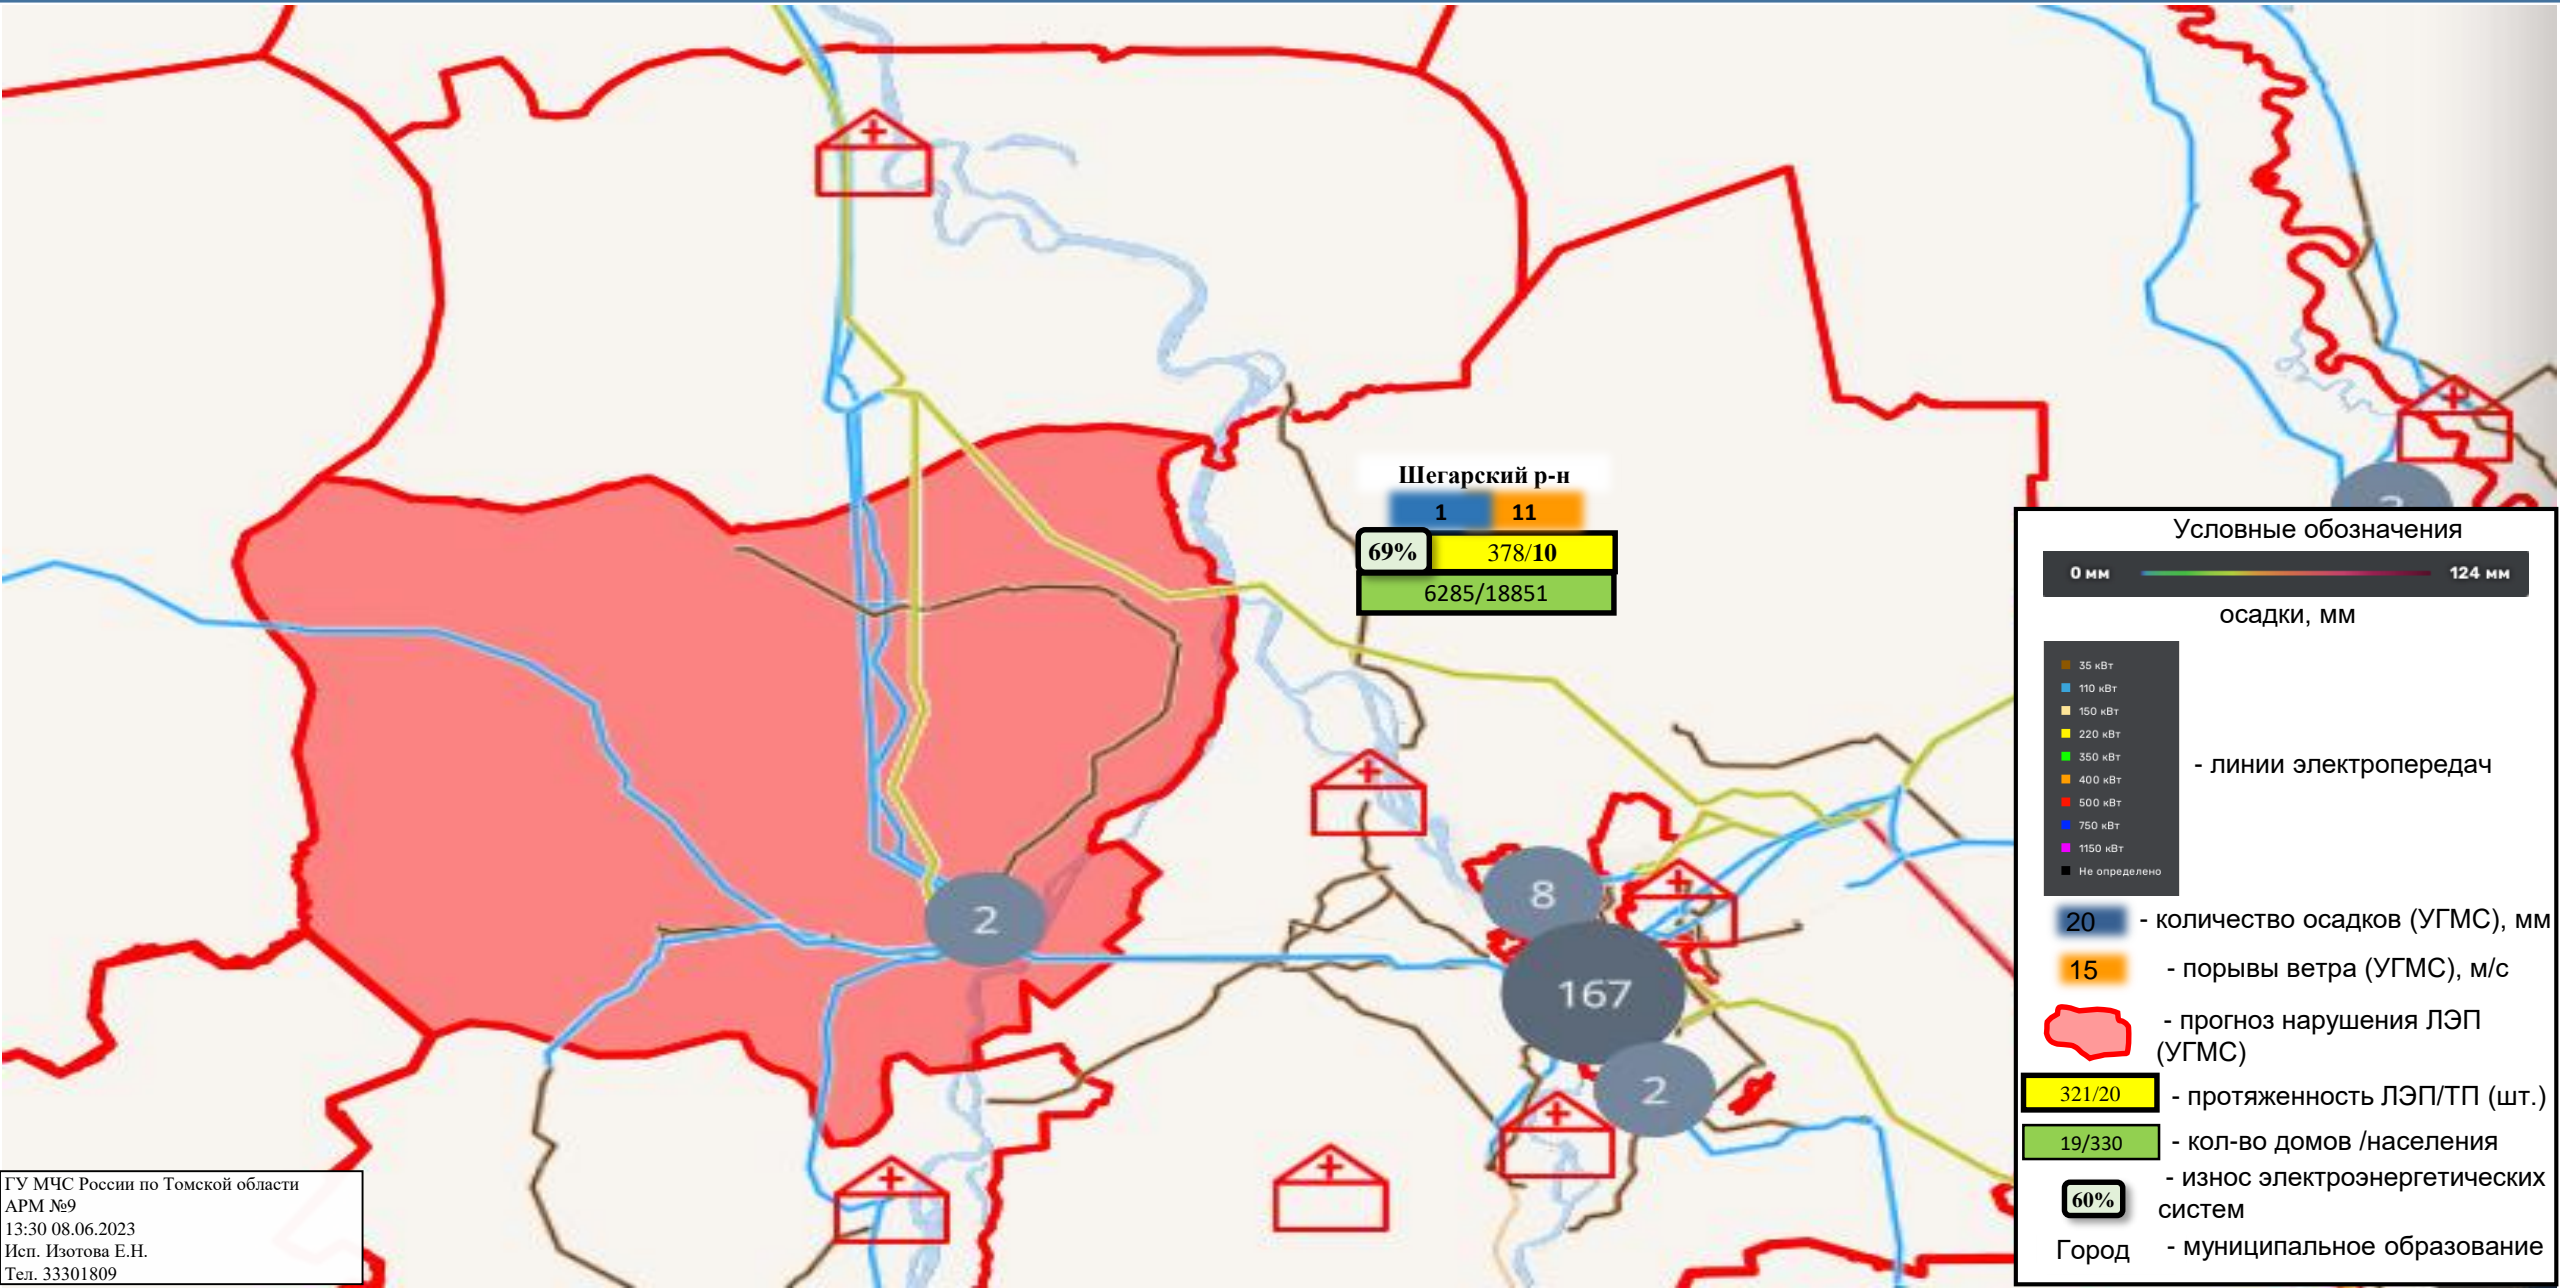 Шегарский р-н
1 11
69% 378/10
6285/18851
2
8
167
2
Условные обозначения
0 мм 124 мм
осадки, мм
35 кВт
110 кВт
150 кВт
220 кВт
350 кВт
400 кВт
500 кВт
750 кВт
1150 кВт
Не определено
- линии электропередач
20 - количество осадков (УГМС), мм
15 - порывы ветра (УГМС), м/с
- прогноз нарушения ЛЭП
(УГМС)
321/20 - протяженность ЛЭП/ТП (шт.)
19/330 - кол-во домов /населения
- износ электроэнергетических
60% систем
Город - муниципальное образование
ГУ МЧС России по Томской области
АРМ №9
13:30 08.06.2023
Исп. Изотова Е.Н.
Тел. 33301809